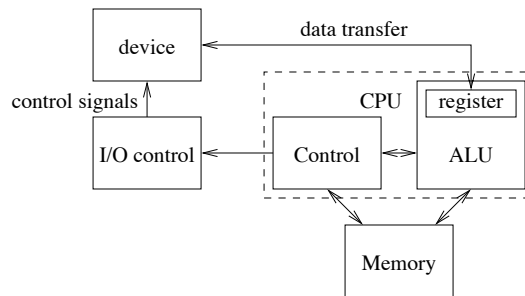 data transfer
device
CPU
register
control signals
I/O control
Control
ALU
Memory